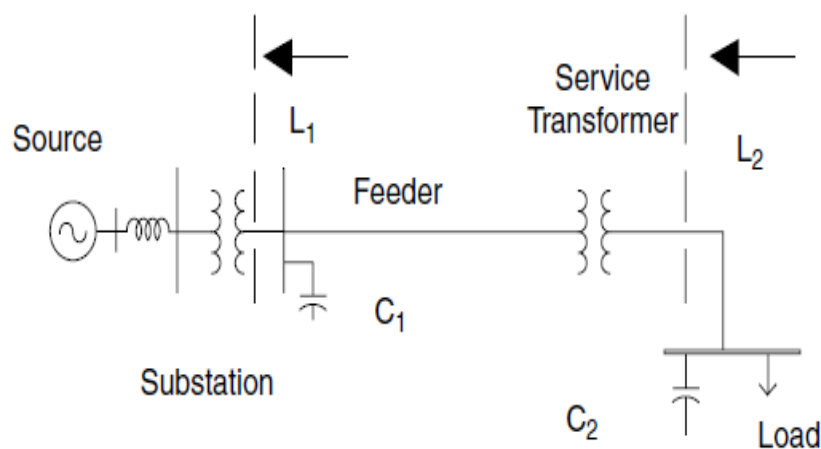 Source
L1
Feeder
Service
Transformer
L2
C1
Substation
C2
Load